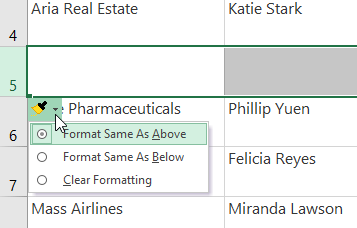 Aria Real Estate Katie Stark
4
5
e Pharmaceuticals Phillip Yuen
6
Format Same As Above
Format Same As Below
Felicia Reyes
Clear Formatting
7
Mass Airlines Miranda Lawson